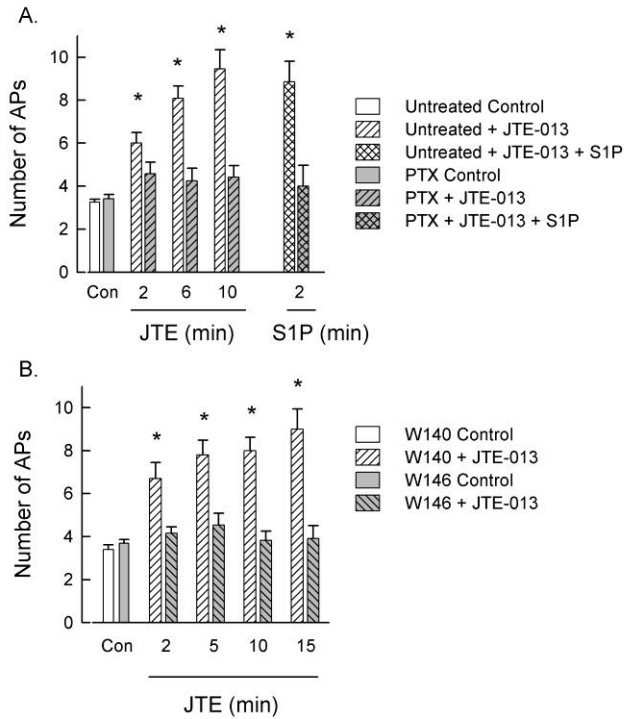 A.
Number of APs
10
8
6
4
2
0
*
*
*
*
Con
2
6
10
2
JTE (min)
S1P (min)
Untreated Control
Untreated + JTE-013
Untreated + JTE-013 + S1P
PTX Control
PTX + JTE-013
PTX + JTE-013 + S1P
B.
Number of APs
10
8
6
4
2
0
*
*
*
*
Con
2
5
10
15
JTE (min)
W140 Control
W140 + JTE-013
W146 Control
W146 + JTE-013